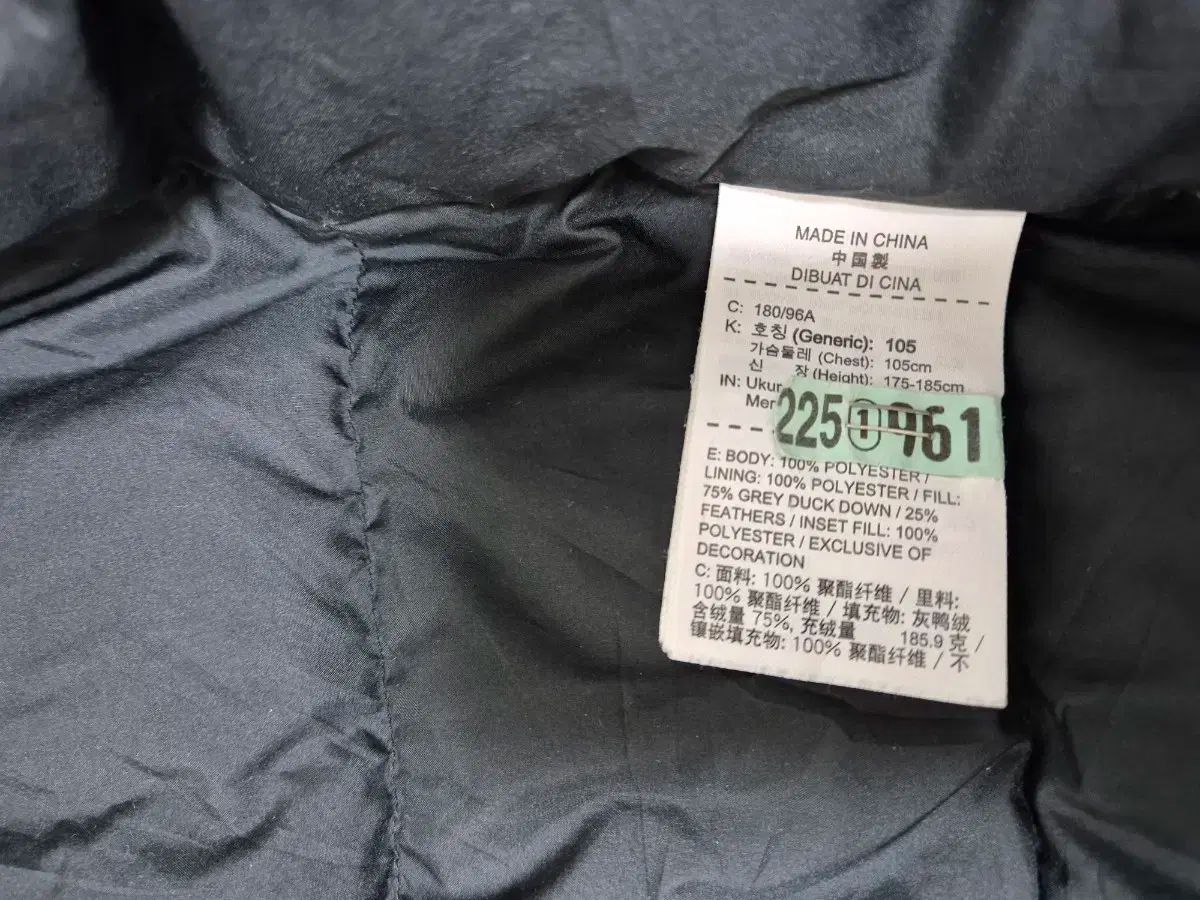 MADE IN CHINA
中国製
DIBUAT DI CINA
C: 180/96A
K: 호칭 (Generic): 105
가슴둘레 (Chest): 105cm
신 장 (Height): 175-185cm
IN: Ukur
225 1 961
E: BODY: 100% POLYESTER /
LINING: 100% POLYESTER / FILL:
75% GREY DUCK DOWN / 25%
FEATHERS / INSET FILL: 100%
POLYESTER / EXCLUSIVE OF
DECORATION
C: 面料: 100% 聚酯纤维 / 里料:
100% 聚酯纤维 / 填充物: 灰鸭绒
含绒量 75%, 充绒量 185.9 克 /
镶嵌填充物: 100% 聚酯纤维 / 不